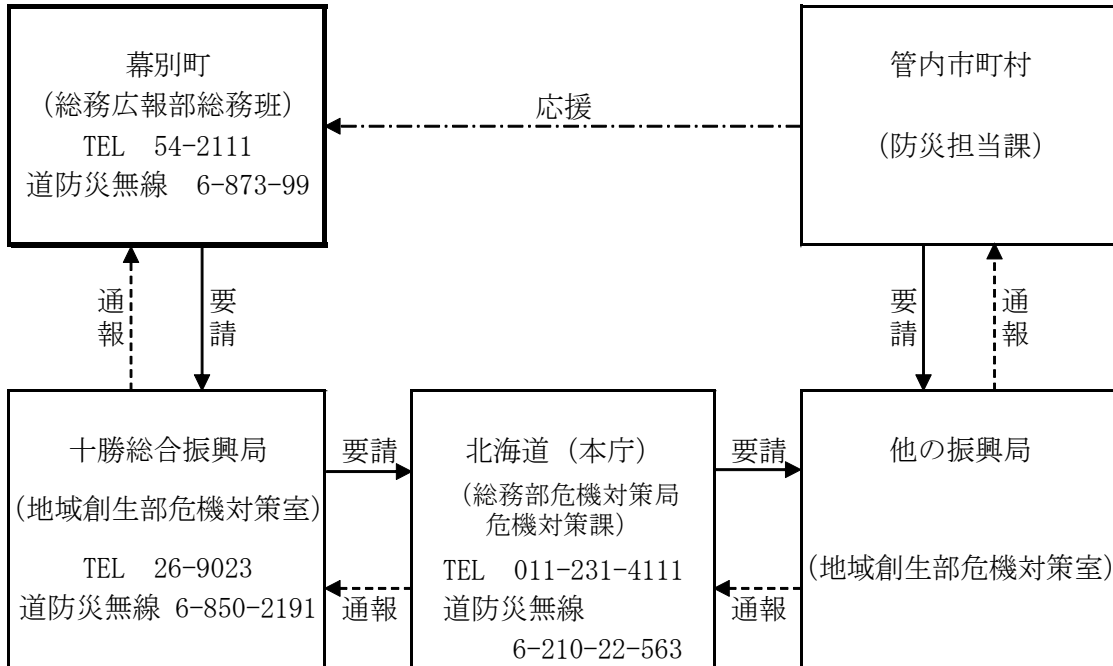 幕別町
(総務広報部総務班)
TEL 54-2111
道防災無線 6-873-99
応援
管内市町村
(防災担当課)
通報
要請
要請
通報
十勝総合振興局
(地域創生部危機対策室)
TEL 26-9023
道防災無線 6-850-2191
要請
通報
北海道（本庁）
(総務部危機対策局
危機対策課)
TEL 011-231-4111
道防災無線
6-210-22-563
要請
通報
他の振興局
(地域創生部危機対策室)